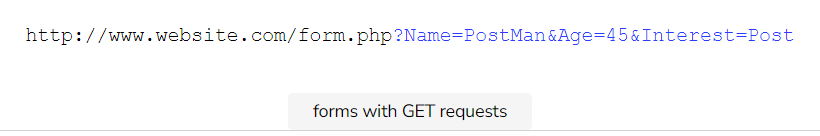 http://www.website.com/form.php?Name=PostMan&Age=45&Interest=Post
forms with GET requests